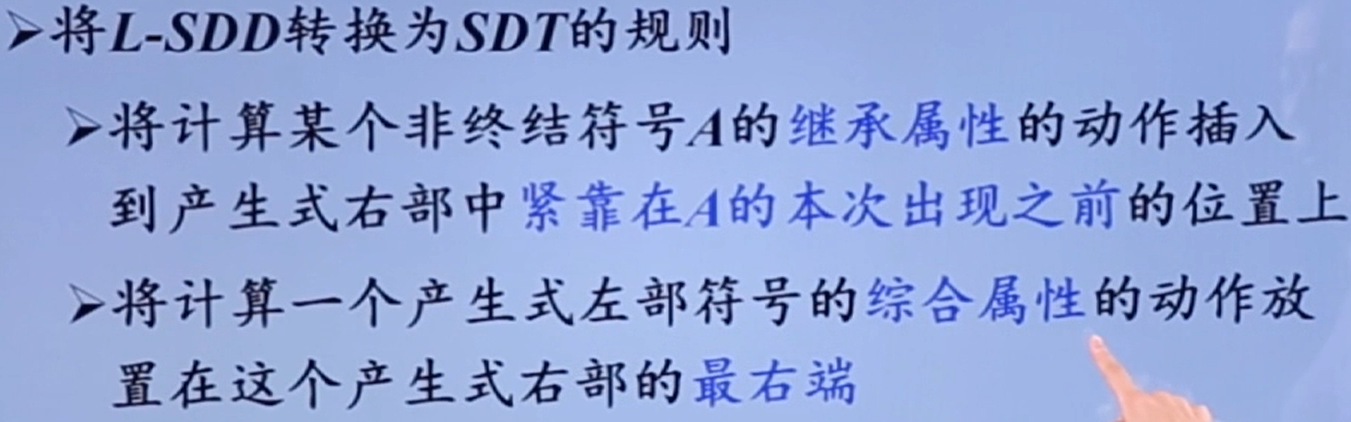 ➢将L-SDD转换为SDT的规则
➢将计算某个非终结符号A的继承属性的动作插入
到产生式右部中紧靠在A的本次出现之前的位置上
➢将计算一个产生式左部符号的综合属性的动作放
置在这个产生式右部的最右端